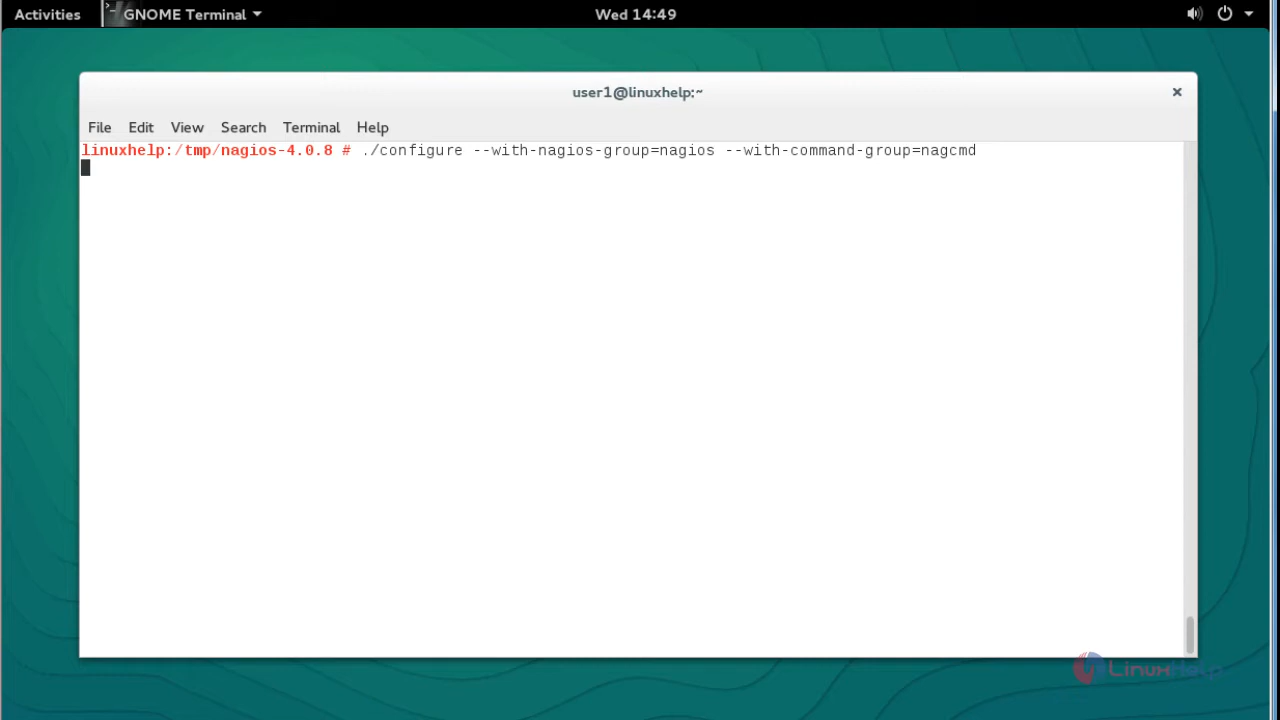 Activities
GNOME Terminal
Wed 14:49
user1@linuxhelp:~
File Edit View Search Terminal Help
linuxhelp:/tmp/nagios-4.0.8 # ./configure --with-nagios-group=nagios --with-command-group=nagcmd
LinuxHelp